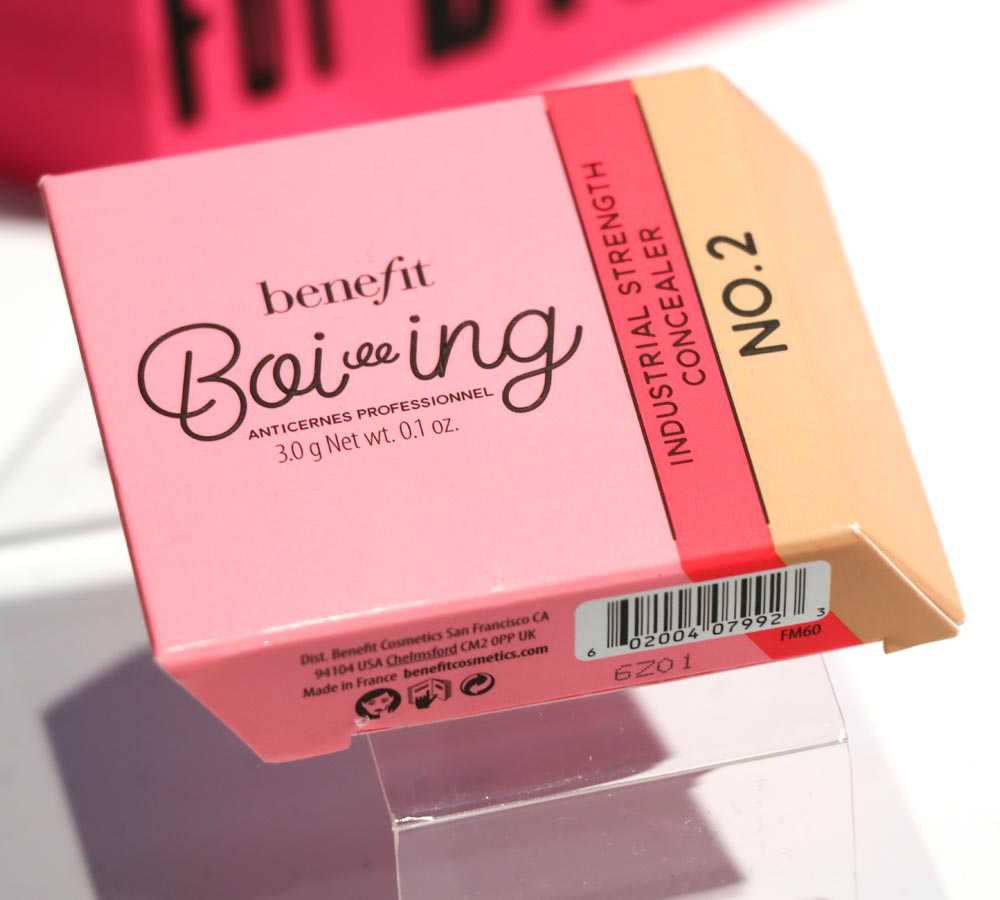 benefit
Boi-ing
ANTICERNES PROFESSIONNEL
3.0 g Net wt. 0.1 oz.
INDUSTRIAL STRENGTH
CONCEALER
NO.2
Dist. Benefit Cosmetics San Francisco CA
94104 USA Chelmsford CM2 0PP UK
Made in France benefitcosmetics.com
6 02004 07992 3
FM60
6Z01